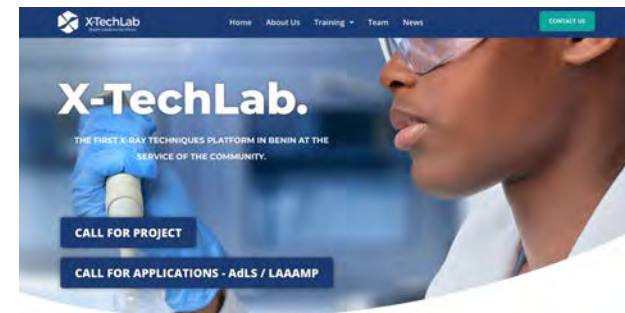 X-TechLab
Home About Us Training Team News
CONTACT US
X-TechLab.
THE FIRST X-RAY TECHNIQUES PLATFORM IN BENIN AT THE
SERVICE OF THE COMMUNITY.
CALL FOR PROJECT
CALL FOR APPLICATIONS - AdLS / LAAAMP